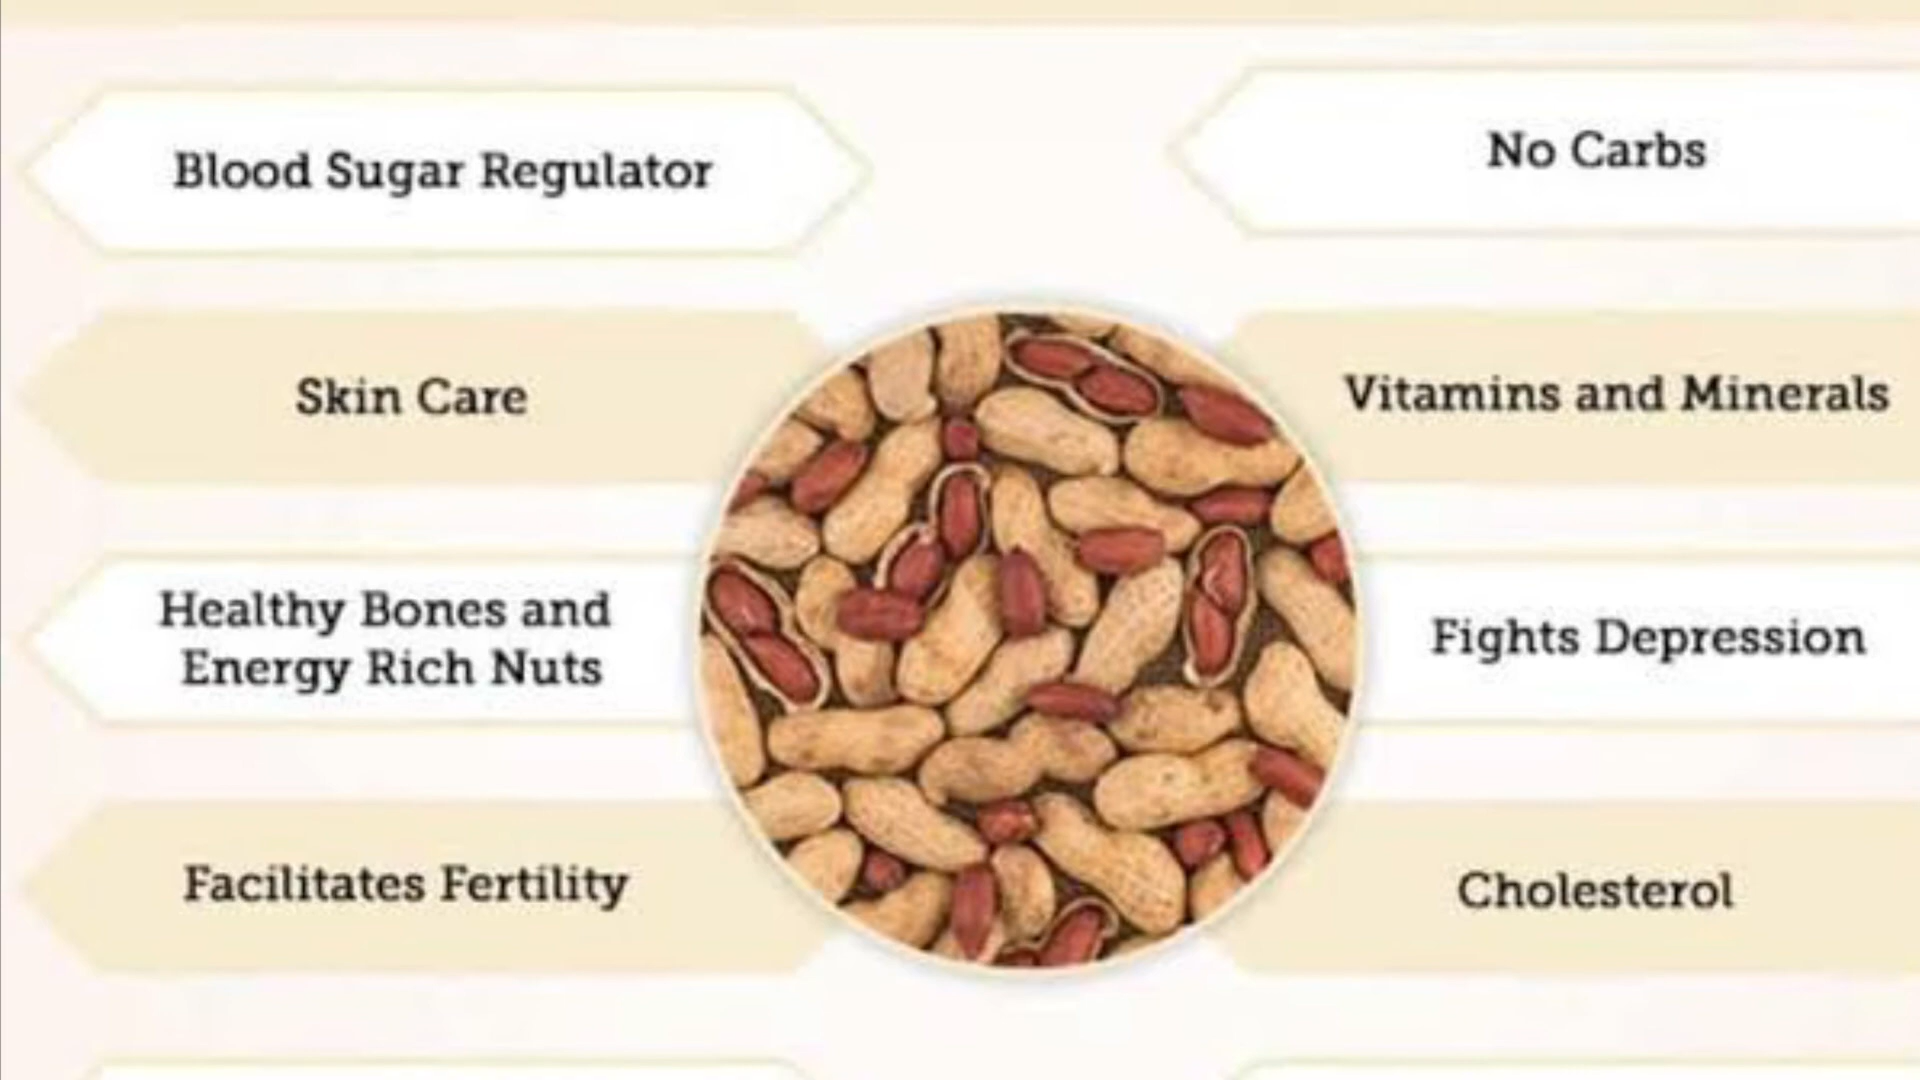 Blood Sugar Regulator
No Carbs
Skin Care
Vitamins and Minerals
Healthy Bones and
Energy Rich Nuts
Fights Depression
Facilitates Fertility
Cholesterol